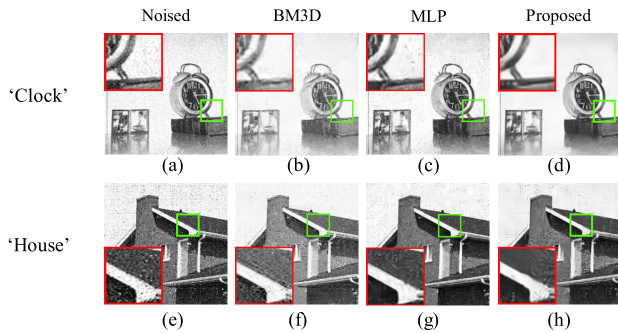 Noised BM3D MLP Proposed
'Clock'
(a) (b) (c) (d)
'House'
(e) (f) (g) (h)